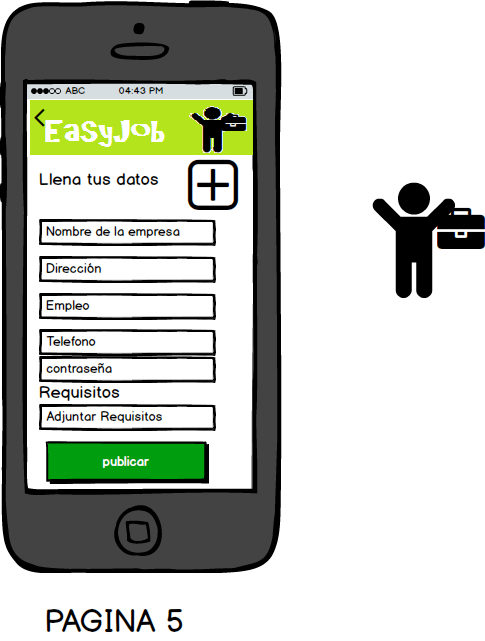 ABC 04:43 PM
EasyJob
Llena tus datos
Nombre de la empresa
Dirección
Empleo
Telefono
contraseña
Requisitos
Adjuntar Requisitos
publicar
PAGINA 5